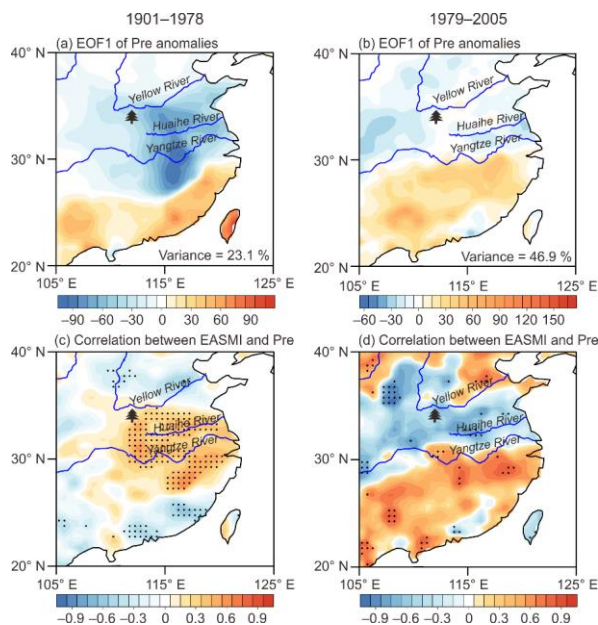 1901–1978
1979–2005
(a) EOF1 of Pre anomalies
40° N
30° N
20° N
Yellow River
Huaihe River
Yangtze River
Variance = 23.1 %
105° E
115° E
125° E
−90 −60 −30 0 30 60 90
(b) EOF1 of Pre anomalies
40° N
30° N
20° N
Yellow River
Huaihe River
Yangtze River
Variance = 46.9 %
105° E
115° E
125° E
−60 −30 0 30 60 90 120 150
(c) Correlation between EASMI and Pre
40° N
30° N
20° N
Yellow River
Huaihe River
Yangtze River
105° E
115° E
125° E
−0.9 −0.6 −0.3 0 0.3 0.6 0.9
(d) Correlation between EASMI and Pre
40° N
30° N
20° N
Yellow River
Huaihe River
Yangtze River
105° E
115° E
125° E
−0.9 −0.6 −0.3 0 0.3 0.6 0.9